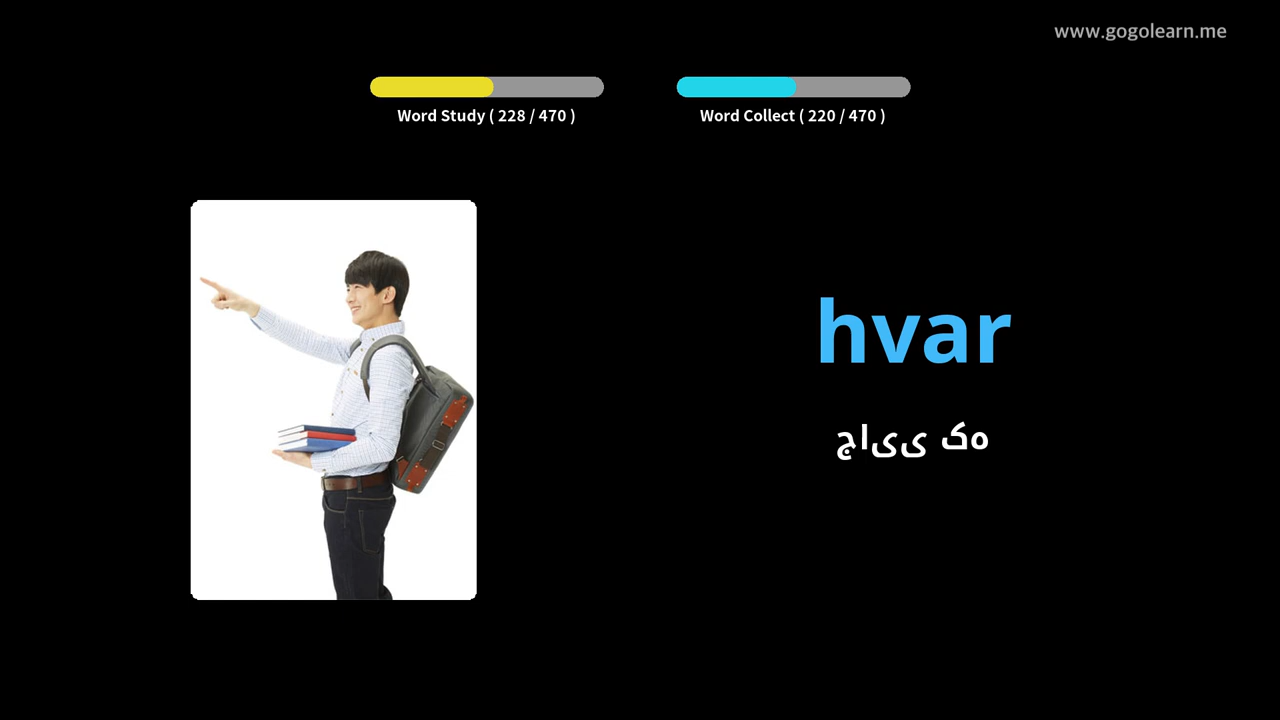 www.gogolearn.me
Word Study ( 228 / 470 )
Word Collect ( 220 / 470 )
hvar
جایی که